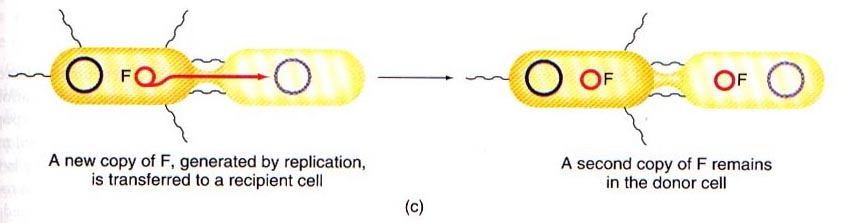 F
F
F
A new copy of F, generated by replication,
is transferred to a recipient cell
A second copy of F remains
in the donor cell
(c)